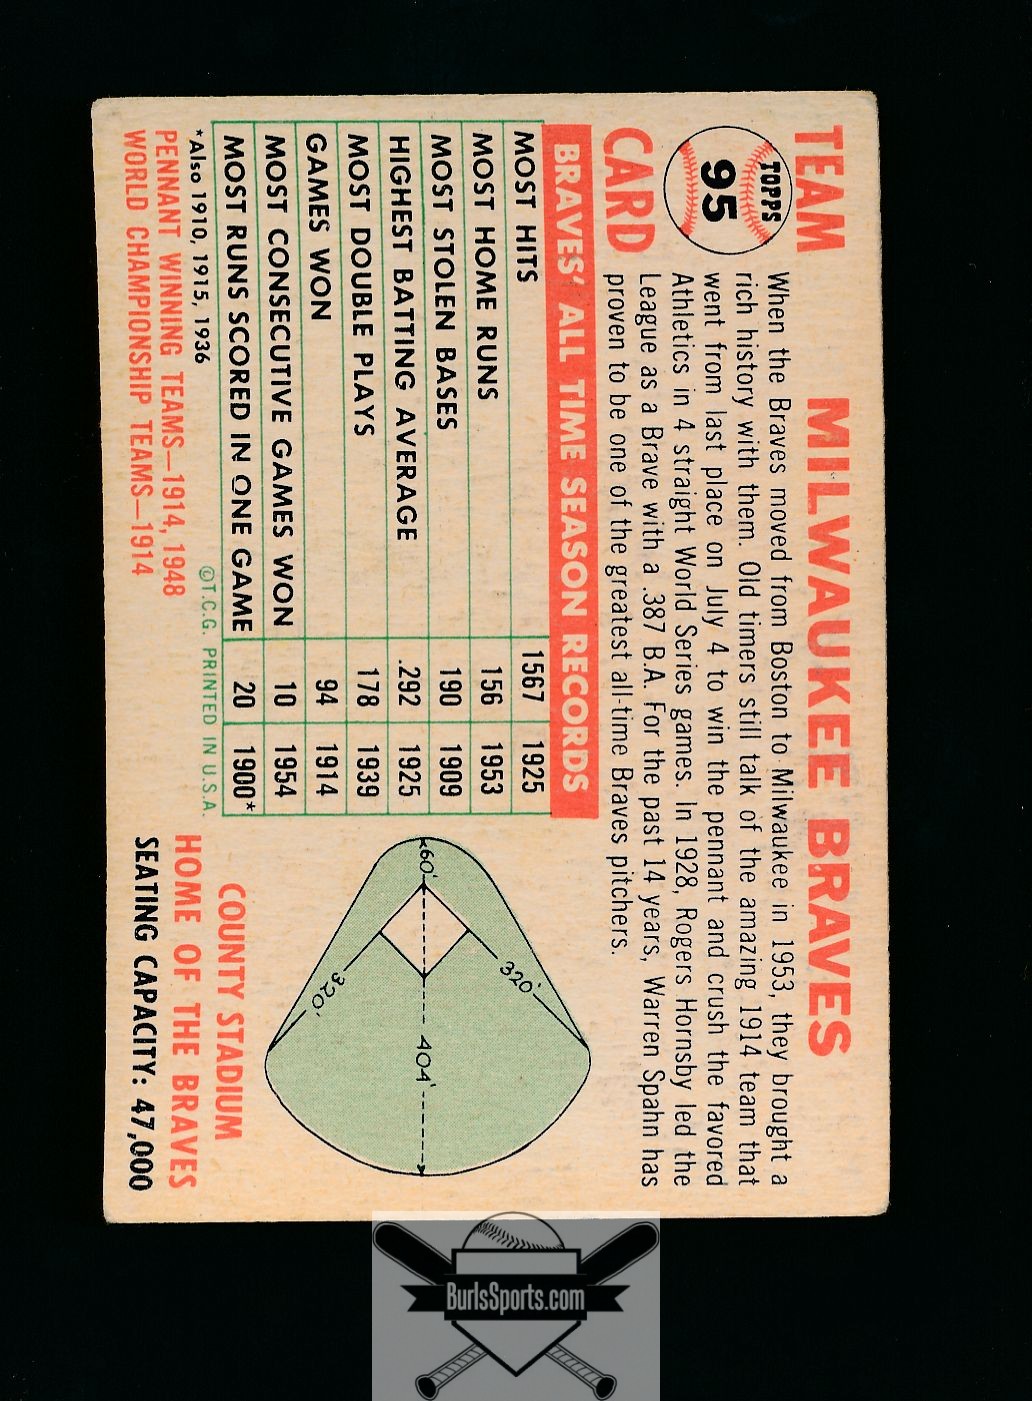 TEAM
TOPPS
95
CARD
MILWAUKEE BRAVES
When the Braves moved from Boston to Milwaukee in 1953, they brought a
rich history with them. Old timers still talk of the amazing 1914 team that
went from last place on July 4 to win the pennant and crush the favored
Athletics in 4 straight World Series games. In 1928, Rogers Hornsby led the
League as a Brave with a .387 B.A. For the past 14 years, Warren Spahn has
proven to be one of the greatest all-time Braves pitchers.
BRAVES' ALL TIME SEASON RECORDS
MOST HITS 1567 1925
MOST HOME RUNS 156 1953
MOST STOLEN BASES 190 1909
HIGHEST BATTING AVERAGE .292 1925
MOST DOUBLE PLAYS 178 1939
GAMES WON 94 1914
MOST CONSECUTIVE GAMES WON 10 1954
MOST RUNS SCORED IN ONE GAME 20 1900*
*Also 1910, 1915, 1936
©T.C.G. PRINTED IN U.S.A.
PENNANT WINNING TEAMS—1914, 1948
WORLD CHAMPIONSHIP TEAMS—1914
60'
320'
404'
320'
COUNTY STADIUM
HOME OF THE BRAVES
SEATING CAPACITY: 47,000
BurlsSports.com